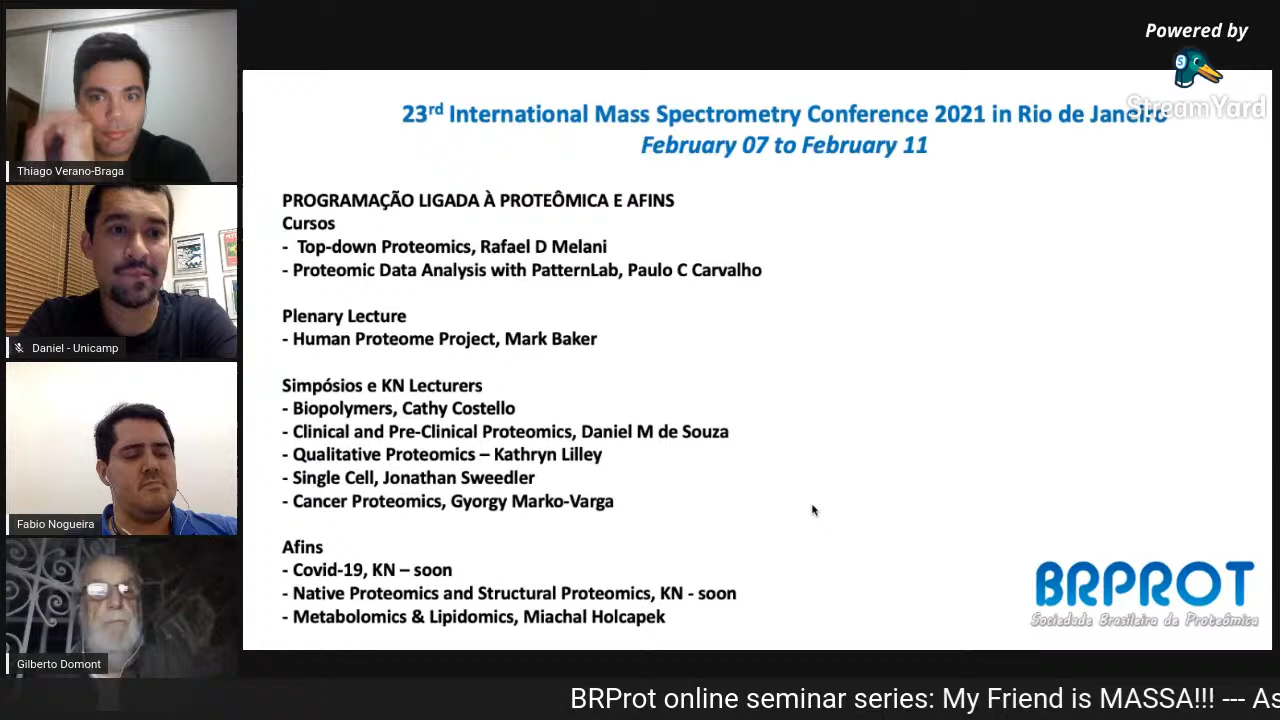 Powered by
StreamYard
Thiago Verano-Braga
Daniel - Unicamp
Fabio Nogueira
Gilberto Domont
23rd International Mass Spectrometry Conference 2021 in Rio de Janeiro
February 07 to February 11
PROGRAMAÇÃO LIGADA À PROTEÔMICA E AFINS
Cursos
- Top-down Proteomics, Rafael D Melani
- Proteomic Data Analysis with PatternLab, Paulo C Carvalho
Plenary Lecture
- Human Proteome Project, Mark Baker
Simpósios e KN Lecturers
- Biopolymers, Cathy Costello
- Clinical and Pre-Clinical Proteomics, Daniel M de Souza
- Qualitative Proteomics – Kathryn Lilley
- Single Cell, Jonathan Sweedler
- Cancer Proteomics, Gyorgy Marko-Varga
Afins
- Covid-19, KN – soon
- Native Proteomics and Structural Proteomics, KN - soon
- Metabolomics & Lipidomics, Miachal Holcapek
BRPROT
Sociedade Brasileira de Proteômica
BRProt online seminar series: My Friend is MASSA!!! --- As